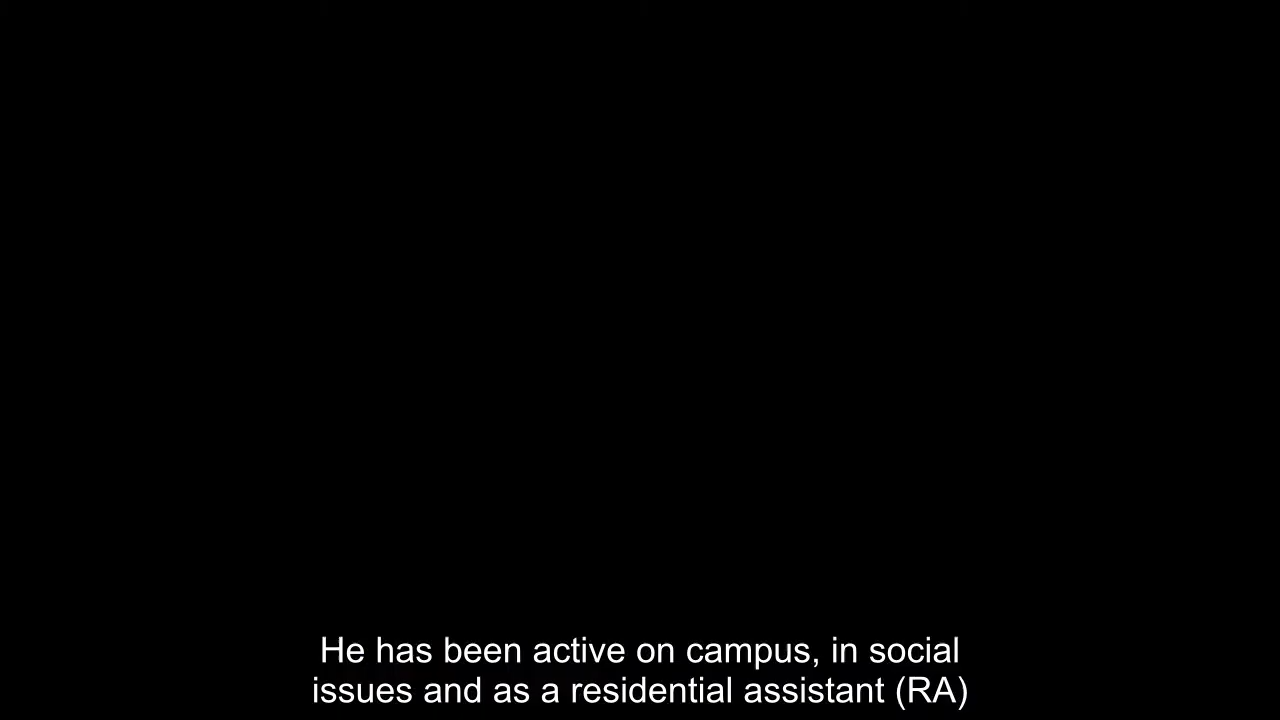 He has been active on campus, in social
issues and as a residential assistant (RA)